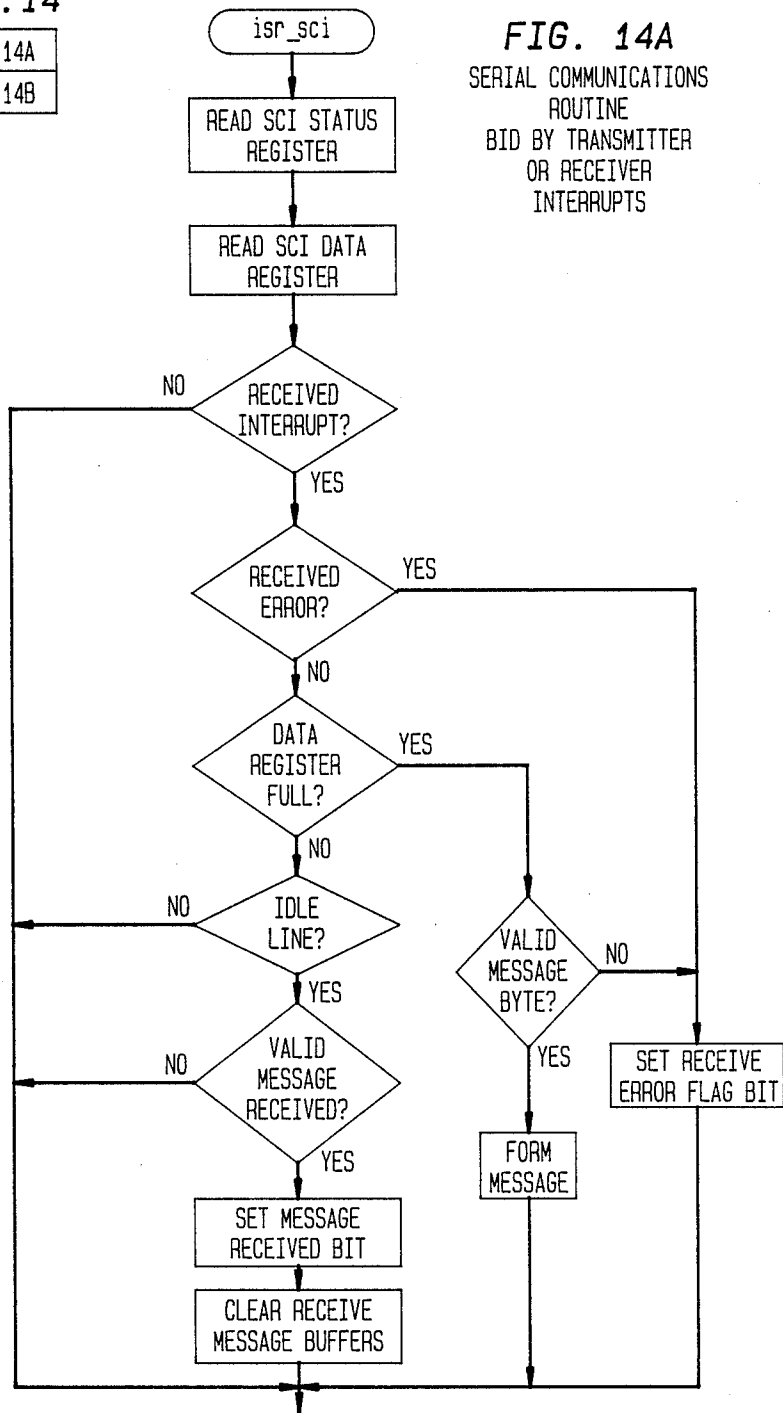 .14
14A
14B
isr_sci
FIG. 14A
SERIAL COMMUNICATIONS
ROUTINE
BID BY TRANSMITTER
OR RECEIVER
INTERRUPTS
READ SCI STATUS
REGISTER
READ SCI DATA
REGISTER
NO
RECEIVED
INTERRUPT?
YES
RECEIVED
ERROR?
YES
NO
DATA
REGISTER
FULL?
YES
NO
NO
IDLE
LINE?
YES
VALID
MESSAGE
BYTE?
NO
YES
NO
VALID
MESSAGE
RECEIVED?
YES
SET RECEIVE
ERROR FLAG BIT
FORM
MESSAGE
SET MESSAGE
RECEIVED BIT
CLEAR RECEIVE
MESSAGE BUFFERS